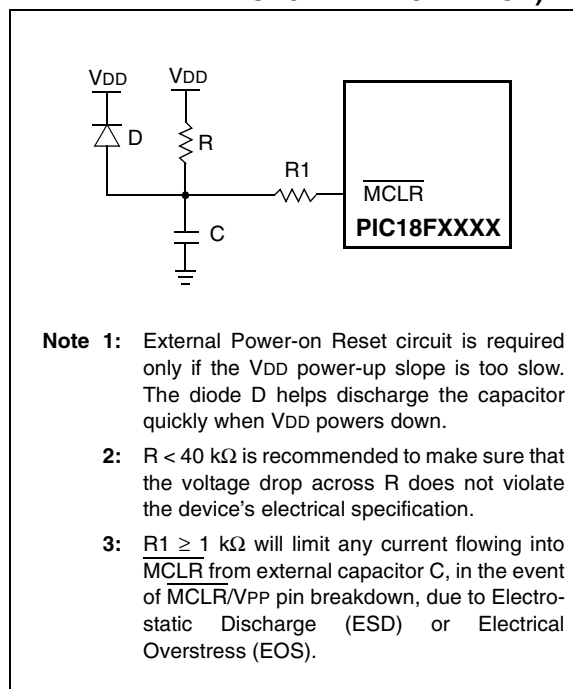 VDD VDD
D
R
R1
C
MCLR
PIC18FXXXX
Note 1: External Power-on Reset circuit is required
only if the VDD power-up slope is too slow.
The diode D helps discharge the capacitor
quickly when VDD powers down.
2: R < 40 kΩ is recommended to make sure that
the voltage drop across R does not violate
the device's electrical specification.
3: R1 ≥ 1 kΩ will limit any current flowing into
MCLR from external capacitor C, in the event
of MCLR/VPP pin breakdown, due to Electro-
static Discharge (ESD) or Electrical
Overstress (EOS).